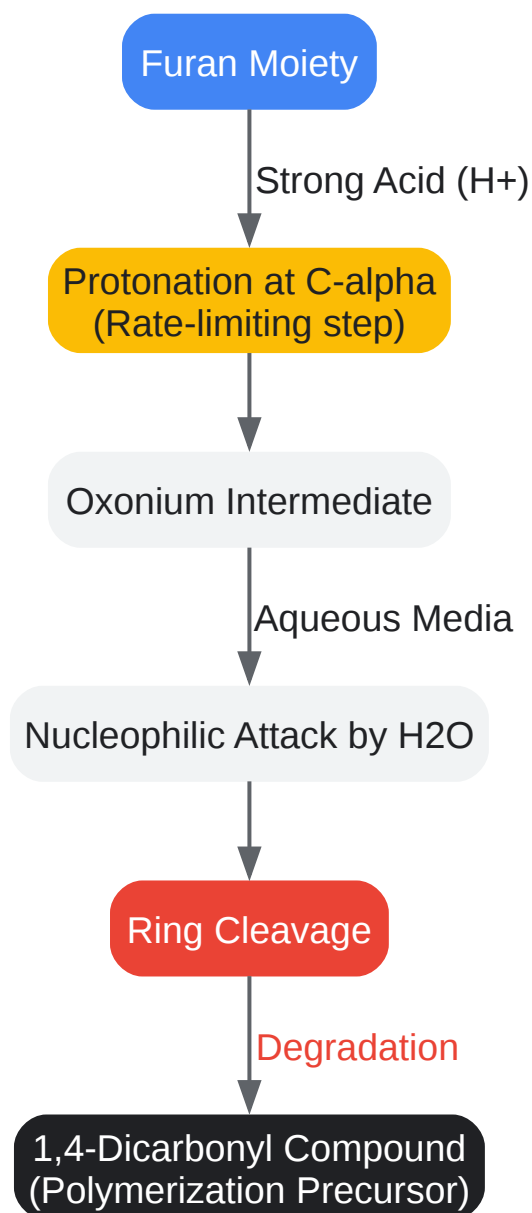 Furan Moiety
Strong Acid (H+)
Protonation at C-alpha
(Rate-limiting step)
Oxonium Intermediate
Aqueous Media
Nucleophilic Attack by H2O
Ring Cleavage
Degradation
1,4-Dicarbonyl Compound
(Polymerization Precursor)